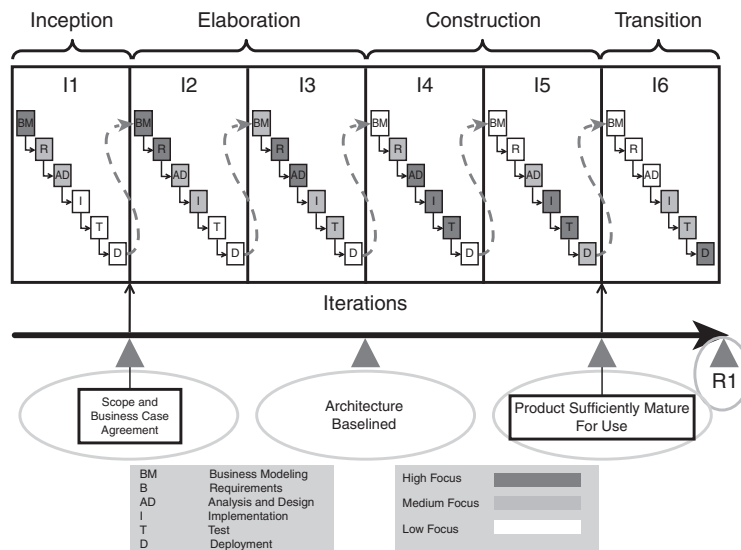 Inception
Elaboration
Construction
Transition
I1
I2
I3
I4
I5
I6
BM
R
AD
I
T
D
BM
R
AD
I
T
D
BM
R
AD
I
T
D
BM
R
AD
I
T
D
BM
R
AD
I
T
D
BM
R
AD
I
T
D
Iterations
Scope and
Business Case
Agreement
Architecture
Baselined
Product Sufficiently Mature
For Use
R1
BM Business Modeling
B Requirements
AD Analysis and Design
I Implementation
T Test
D Deployment
High Focus
Medium Focus
Low Focus